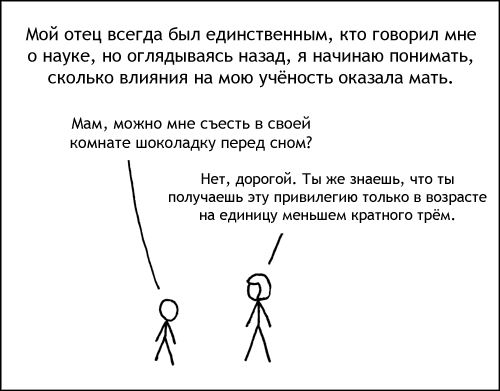 Мой отец всегда был единственным, кто говорил мне
о науке, но оглядываясь назад, я начинаю понимать,
сколько влияния на мою учёность оказала мать.
Мам, можно мне съесть в своей
комнате шоколадку перед сном?
Нет, дорогой. Ты же знаешь, что ты
получаешь эту привилегию только в возрасте
на единицу меньшем кратного трём.